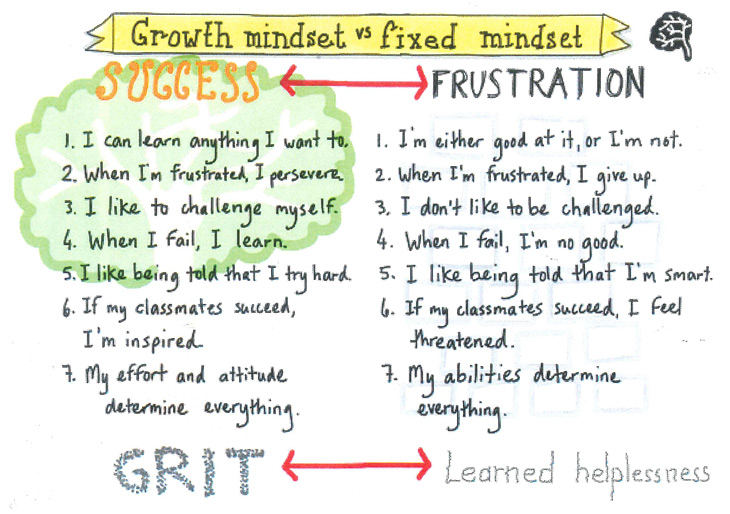 Growth mindset vs fixed mindset
SUCCESS
FRUSTRATION
1. I can learn anything I want to.
2. When I'm frustrated, I persevere.
3. I like to challenge myself.
4. When I fail, I learn.
5. I like being told that I try hard.
6. If my classmates succeed,
I'm inspired.
7. My effort and attitude
determine everything.
1. I'm either good at it, or I'm not.
2. When I'm frustrated, I give up.
3. I don't like to be challenged.
4. When I fail, I'm no good.
5. I like being told that I'm smart.
6. If my classmates succeed, I feel
threatened.
7. My abilities determine
everything.
GRIT
Learned helplessness